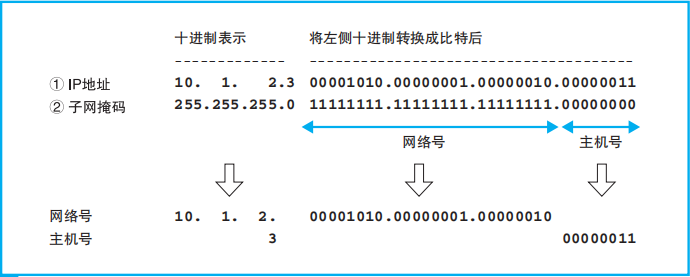 十进制表示 将左侧十进制转换成比特后
------------- -------------------------------------
① IP地址 10. 1. 2.3 00001010.00000001.00000010.00000011
② 子网掩码 255.255.255.0 11111111.11111111.11111111.00000000
网络号 主机号
网络号 10. 1. 2. 00001010.00000001.00000010
主机号 3 00000011